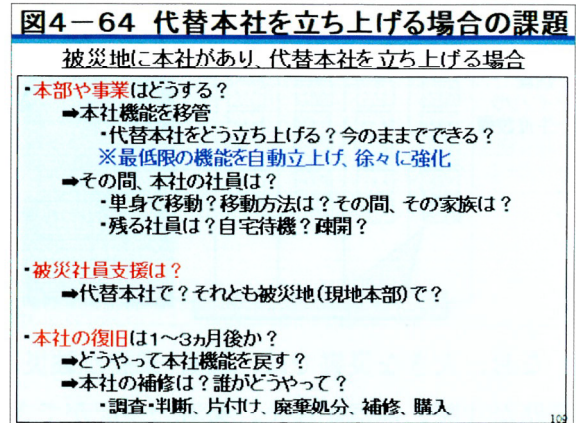 図4－64 代替本社を立ち上げる場合の課題
被災地に本社があり、代替本社を立ち上げる場合
・本部や事業はどうする？
➡本社機能を移管
・代替本社をどう立ち上げる？今のままでできる？
※最低限の機能を自動立上げ、徐々に強化
➡その間、本社の社員は？
・単身で移動？移動方法は？その間、その家族は？
・残る社員は？自宅待機？疎開？
・被災社員支援は？
➡代替本社で？それとも被災地(現地本部)で？
・本社の復旧は1～3ヵ月後か？
➡どうやって本社機能を戻す？
➡本社の補修は？誰がどうやって？
・調査・判断、片付け、廃棄処分、補修、購入、
109